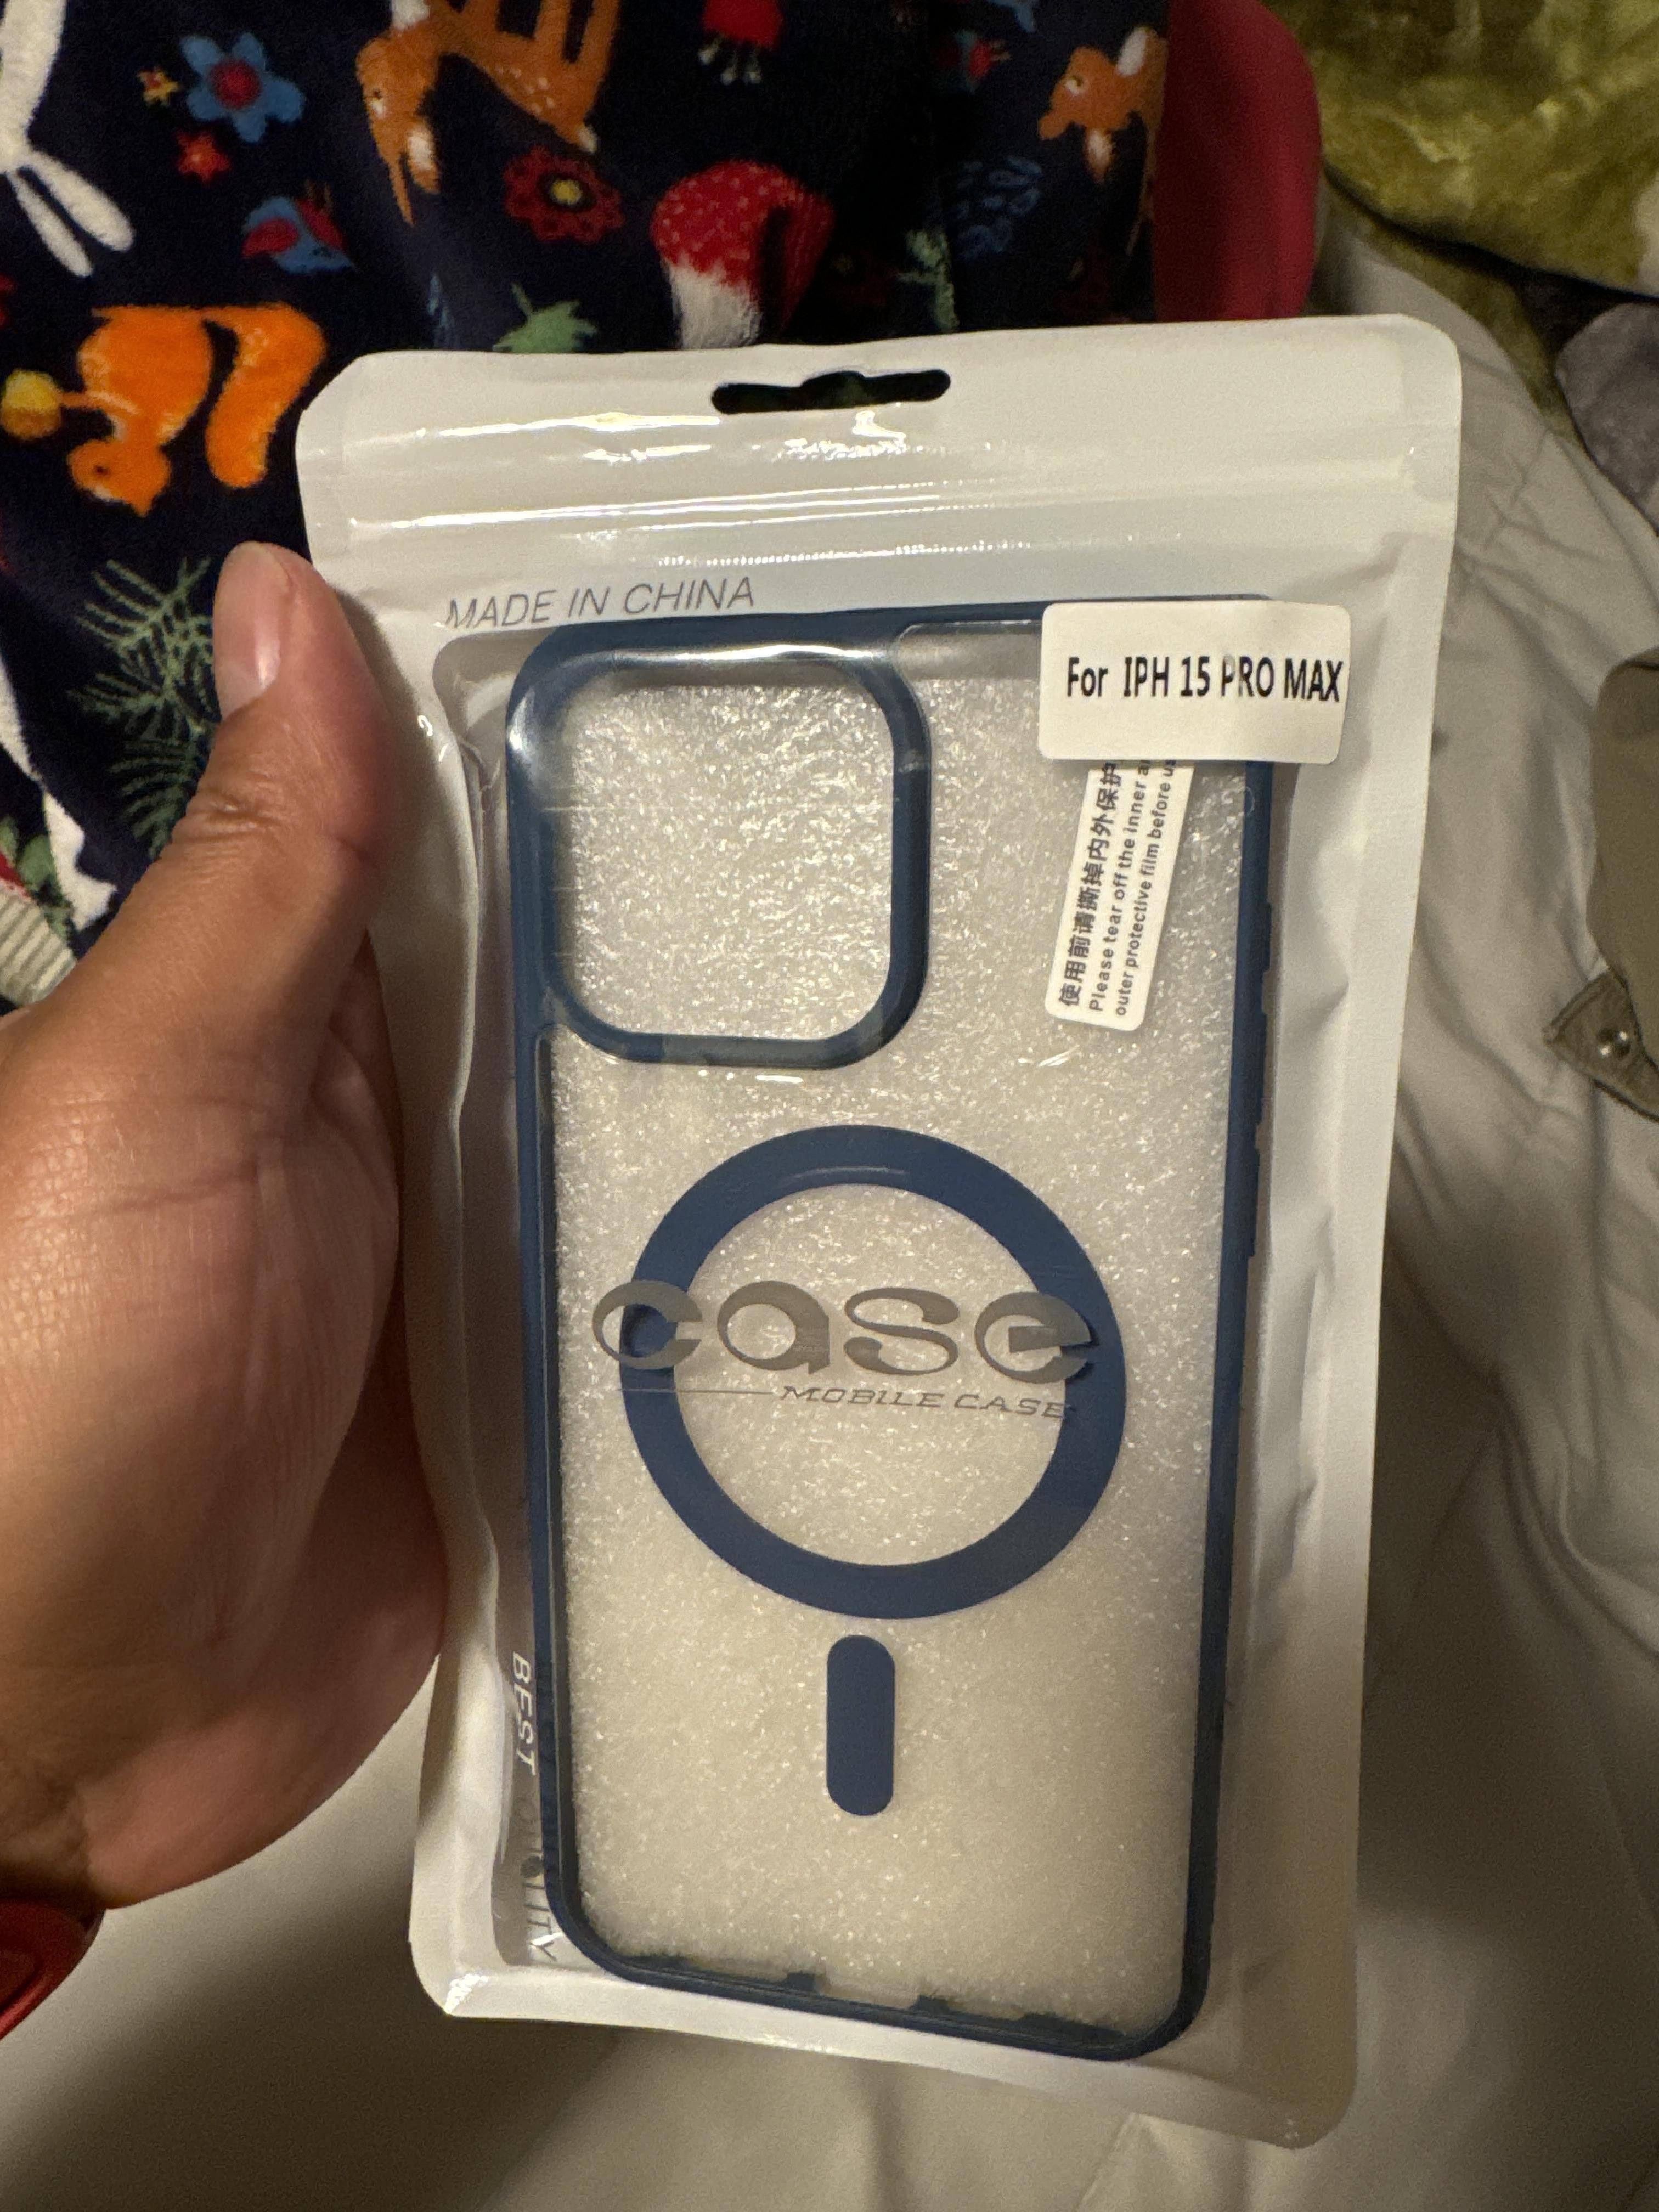 MADE IN CHINA
For IPH 15 PRO MAX
使用前请撕掉内外保护
Please tear off the inner a
outer protective film before us
case
MOBILE CASE
BEST